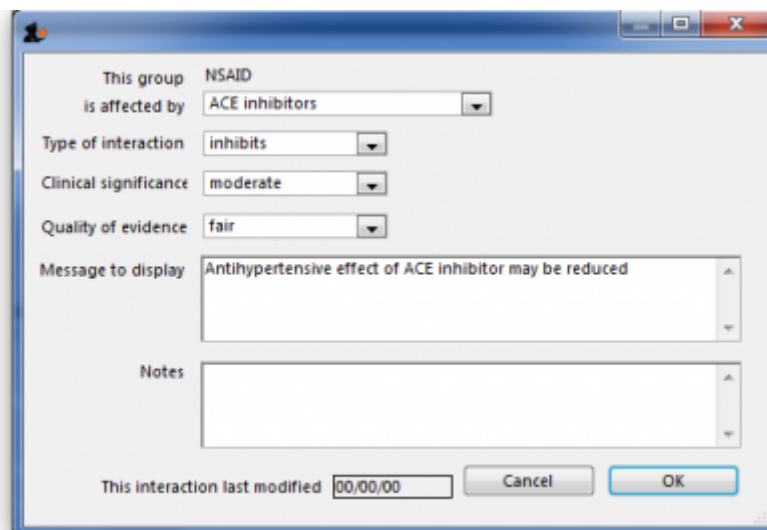 This group NSAID
is affected by ACE inhibitors
Type of interaction inhibits
Clinical significance moderate
Quality of evidence fair
Message to display Antihypertensive effect of ACE inhibitor may be reduced
Notes
This interaction last modified 00/00/00 Cancel OK